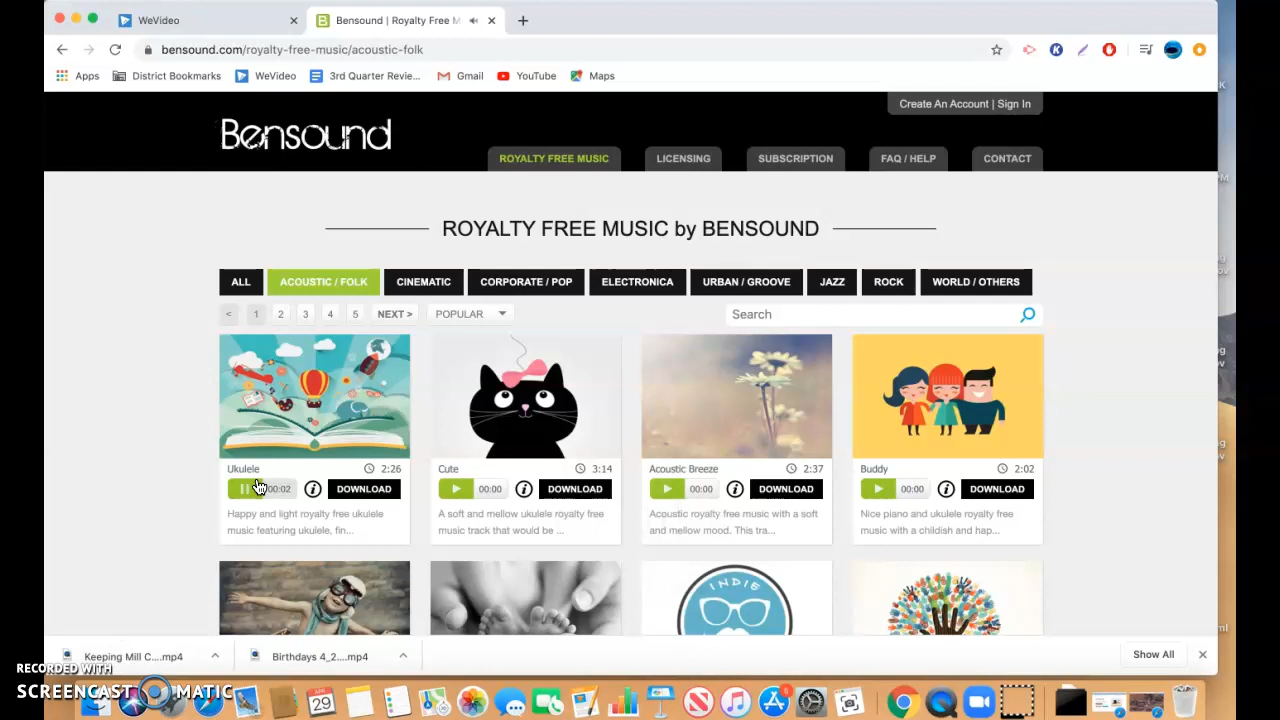 WeVideo
Bensound | Royalty Free M
bensound.com/royalty-free-music/acoustic-folk
Apps
District Bookmarks
WeVideo
3rd Quarter Revie...
Gmail
YouTube
Maps
Create An Account | Sign In
Bensound
ROYALTY FREE MUSIC
LICENSING
SUBSCRIPTION
FAQ / HELP
CONTACT
ROYALTY FREE MUSIC by BENSOUND
ALL
ACOUSTIC / FOLK
CINEMATIC
CORPORATE / POP
ELECTRONICA
URBAN / GROOVE
JAZZ
ROCK
WORLD / OTHERS
< 1 2 3 4 5 NEXT >
POPULAR
Search
Ukulele 2:26
00:02 DOWNLOAD
Happy and light royalty free ukulele
music featuring ukulele, fin...
Cute 3:14
00:00 DOWNLOAD
A soft and mellow ukulele royalty free
music track that would be ...
Acoustic Breeze 2:37
00:00 DOWNLOAD
Acoustic royalty free music with a soft
and mellow mood. This tra...
Buddy 2:02
00:00 DOWNLOAD
Nice piano and ukulele royalty free
music with a childish and hap...
INDIE
Keeping Mill C....mp4
Birthdays 4_2....mp4
Show All
RECORDED WITH
SCREENCAST MATIC
29